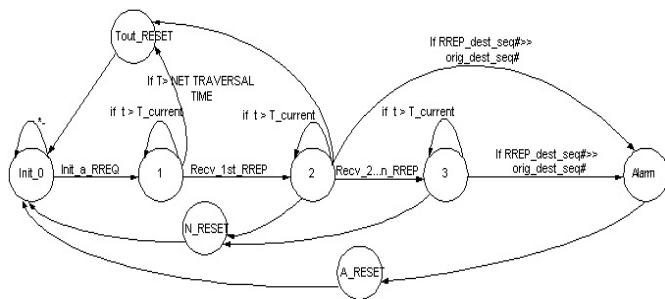 Tout_RESET
If RREP_dest_seq#>>
orig_dest_seq#
If T> NET TRAVERSAL
TIME
if t > T_current
if t > T_current
if t > T_current
*-
Init_0
Init_a_RREQ
1
Recv_1st_RREP
2
Recv_2...n_RREP
3
If RREP_dest_seq#>>
orig_dest_seq#
Alarm
N_RESET
A_RESET